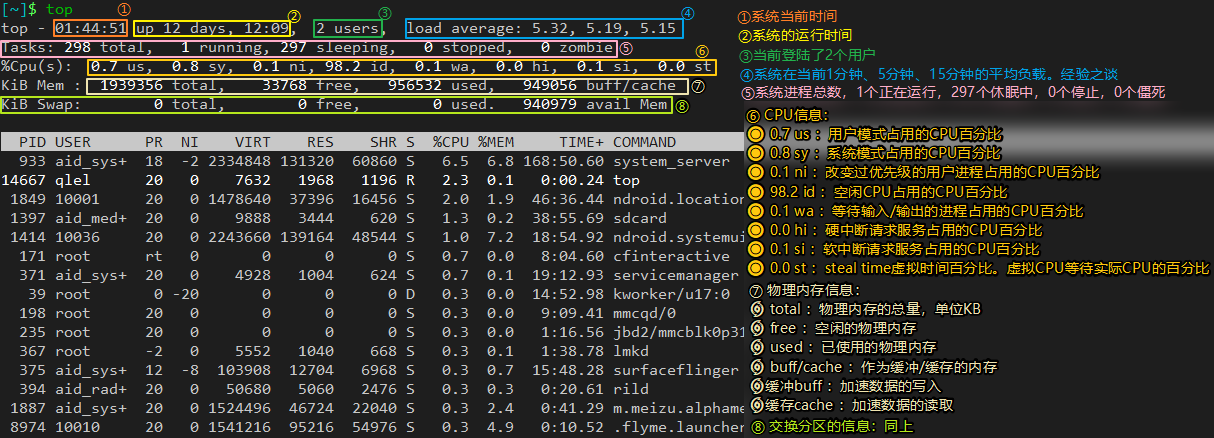 [~]$ top ①
top - 01:44:51 up 12 days, 12:09, 2 users, load average: 5.32, 5.19, 5.15
② ③ ④
Tasks: 298 total, 1 running, 297 sleeping, 0 stopped, 0 zombie ⑤
%Cpu(s): 0.7 us, 0.8 sy, 0.1 ni, 98.2 id, 0.1 wa, 0.0 hi, 0.1 si, 0.0 st ⑥
KiB Mem : 1939356 total, 33768 free, 956532 used, 949056 buff/cache ⑦
KiB Swap: 0 total, 0 free, 0 used. 940979 avail Mem ⑧
PID USER PR NI VIRT RES SHR S %CPU %MEM TIME+ COMMAND
933 aid_sys+ 18 -2 2334848 131320 60860 S 6.5 6.8 168:50.60 system_server
14667 qlel 20 0 7632 1968 1196 R 2.3 0.1 0:00.24 top
1849 10001 20 0 1478640 37396 16456 S 2.0 1.9 46:36.44 ndroid.location
1397 aid_med+ 20 0 9888 3444 620 S 1.3 0.2 38:55.69 sdcard
1414 10036 20 0 2243660 139164 48544 S 1.0 7.2 18:54.92 ndroid.systemui
171 root rt 0 0 0 0 S 0.7 0.0 8:04.60 cfinteractive
371 aid_sys+ 20 0 4928 1004 624 S 0.7 0.1 19:12.93 servicemanager
39 root 0 -20 0 0 0 D 0.3 0.0 14:52.98 kworker/u17:0
198 root 20 0 0 0 0 S 0.3 0.0 9:09.41 mmcqd/0
235 root 20 0 0 0 0 S 0.3 0.0 1:16.56 jbd2/mmcblk0p31
367 root -2 0 5552 1040 668 S 0.3 0.1 1:38.78 lmkd
375 aid_sys+ 12 -8 103908 12704 6968 S 0.3 0.7 15:48.28 surfaceflinger
394 aid_rad+ 20 0 50680 5060 2476 S 0.3 0.3 0:20.61 rild
1887 aid_sys+ 20 0 1524496 46724 22040 S 0.3 2.4 0:41.29 m.meizu.alphame
8974 10010 20 0 1541216 95216 54976 S 0.3 4.9 0:10.52 .flyme.launcher
①系统当前时间
②系统的运行时间
③当前登陆了2个用户
④系统在当前1分钟、5分钟、15分钟的平均负载。经验之谈
⑤系统进程总数，1个正在运行，297个休眠中，0个停止，0个僵死
⑥ CPU信息：
0.7 us ：用户模式占用的CPU百分比
0.8 sy ：系统模式占用的CPU百分比
0.1 ni ：改变过优先级的用户进程占用的CPU百分比
98.2 id ：空闲CPU占用的CPU百分比
0.1 wa ：等待输入/输出的进程占用的CPU百分比
0.0 hi ：硬中断请求服务占用的CPU百分比
0.1 si ：软中断请求服务占用的CPU百分比
0.0 st ：steal time虚拟时间百分比。虚拟CPU等待实际CPU的百分比
⑦ 物理内存信息：
total ：物理内存的总量，单位KB
free ：空闲的物理内存
used ：已使用的物理内存
buff/cache ：作为缓冲/缓存的内存
缓冲buff ：加速数据的写入
缓存cache ：加速数据的读取
⑧ 交换分区的信息：同上